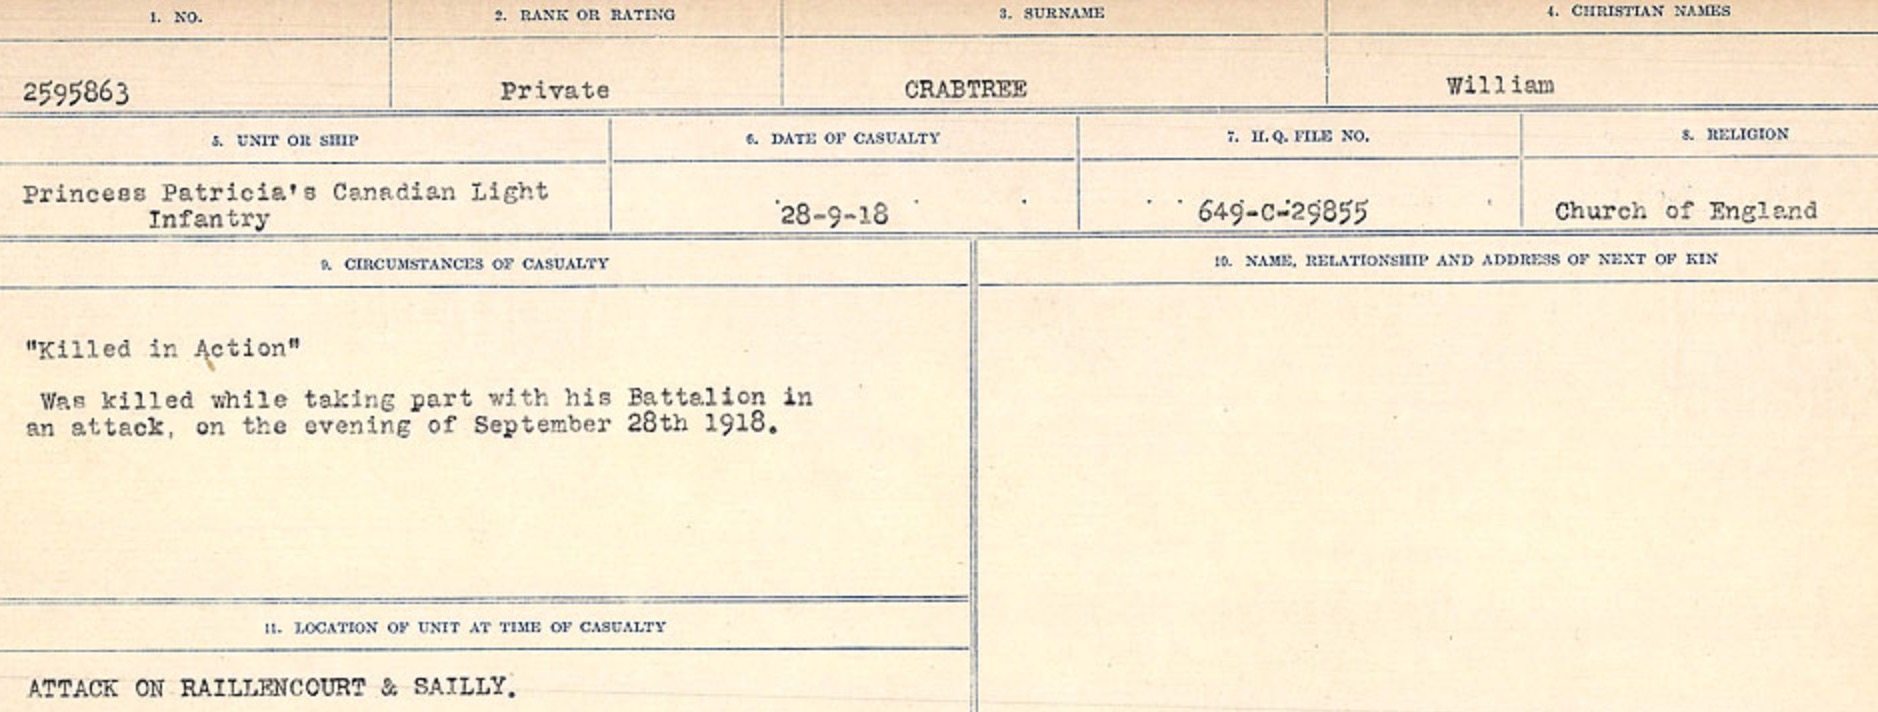 1. NO.
2. RANK OR RATING
3. SURNAME
4. CHRISTIAN NAMES
2595863
Private
CRABTREE
William
5. UNIT OR SHIP
6. DATE OF CASUALTY
7. H.Q. FILE NO.
8. RELIGION
Princess Patricia's Canadian Light
Infantry
28-9-18
649-C-29855
Church of England
9. CIRCUMSTANCES OF CASUALTY
10. NAME, RELATIONSHIP AND ADDRESS OF NEXT OF KIN
"Killed in Action"
Was killed while taking part with his Battalion in
an attack, on the evening of September 28th 1918.
11. LOCATION OF UNIT AT TIME OF CASUALTY
ATTACK ON RAILLENCOURT & SAILLY.